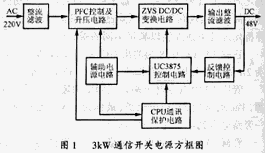 AC
220V
整流
滤波
PFC控制及
升压电路
ZVS DC/DC
变换电路
输出整
流滤波
DC
48V
辅助电
源电路
UC3875
控制电路
反馈控
制电路
CPU通讯
保护电路
图 1 3kW 通信开关电源方框图